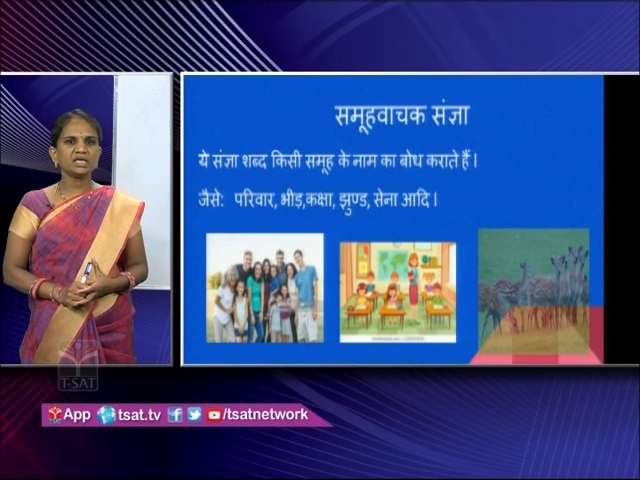 समूहवाचक संज्ञा
ये संज्ञा शब्द किसी समूह के नाम का बोध कराते हैं ।
जैसे: परिवार, भीड़,कक्षा, झुण्ड, सेना आदि ।
T-SAT
App tsat.tv /tsatnetwork